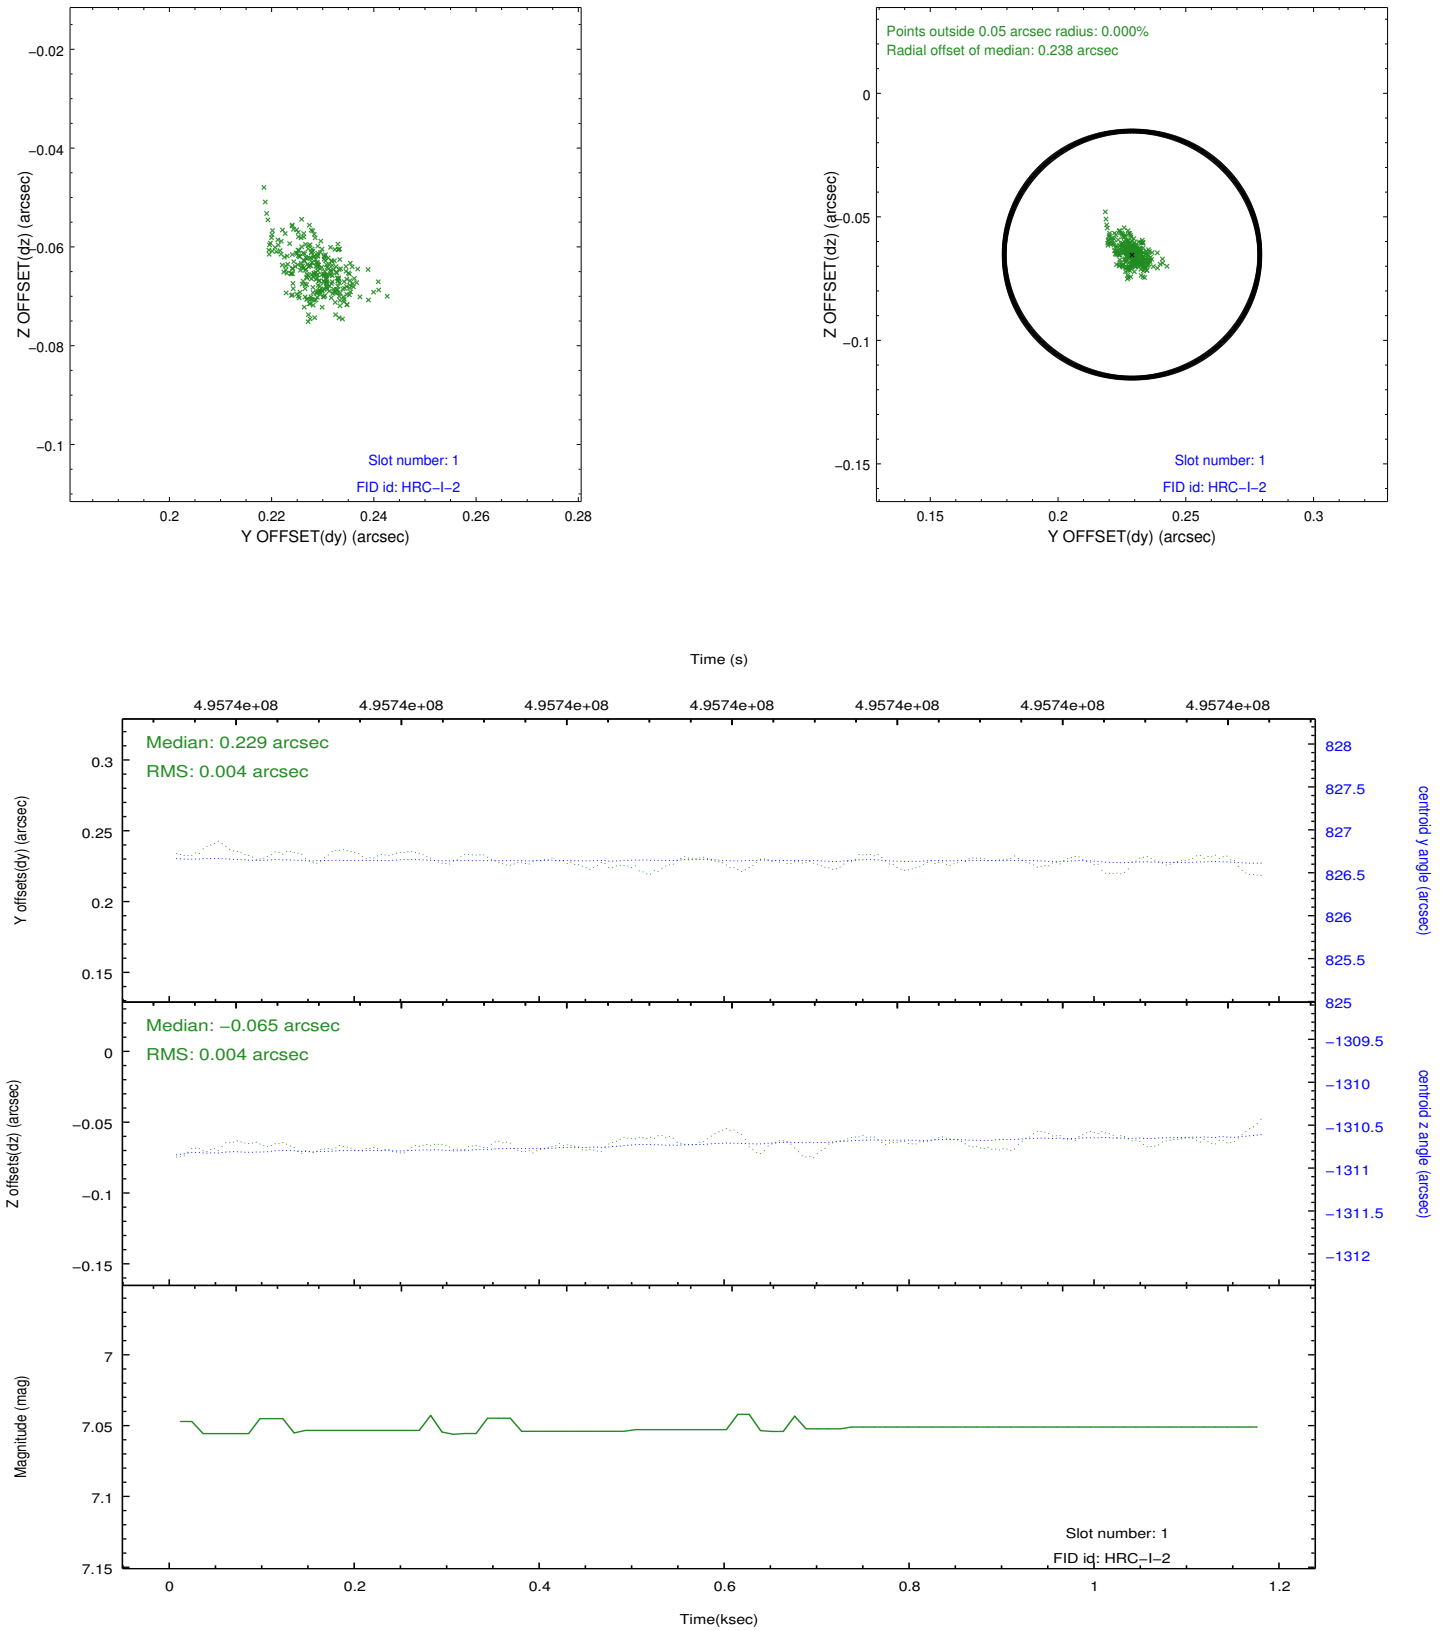 −0.02
−0.04
−0.06
−0.08
−0.1
Z OFFSET(dz) (arcsec)
Slot number: 1
FID id: HRC−I−2
0.2
0.22
0.24
0.26
0.28
Y OFFSET(dy) (arcsec)
Points outside 0.05 arcsec radius: 0.000%
Radial offset of median: 0.238 arcsec
0
−0.05
−0.1
−0.15
Z OFFSET(dz) (arcsec)
Slot number: 1
FID id: HRC−I−2
0.15
0.2
0.25
0.3
Y OFFSET(dy) (arcsec)
Time (s)
4.9574e+08 4.9574e+08 4.9574e+08 4.9574e+08 4.9574e+08 4.9574e+08 4.9574e+08
Median: 0.229 arcsec
RMS: 0.004 arcsec
0.3
0.25
0.2
0.15
Y offsets(dy) (arcsec)
828
827.5
827
826.5
826
825.5
825
centroid y angle (arcsec)
Median: −0.065 arcsec
RMS: 0.004 arcsec
0
−0.05
−0.1
−0.15
Z offsets(dz) (arcsec)
−1309.5
−1310
−1310.5
−1311
−1311.5
−1312
centroid z angle (arcsec)
7
7.05
7.1
7.15
Magnitude (mag)
Slot number: 1
FID id: HRC−I−2
0 0.2 0.4 0.6 0.8 1 1.2
Time(ksec)